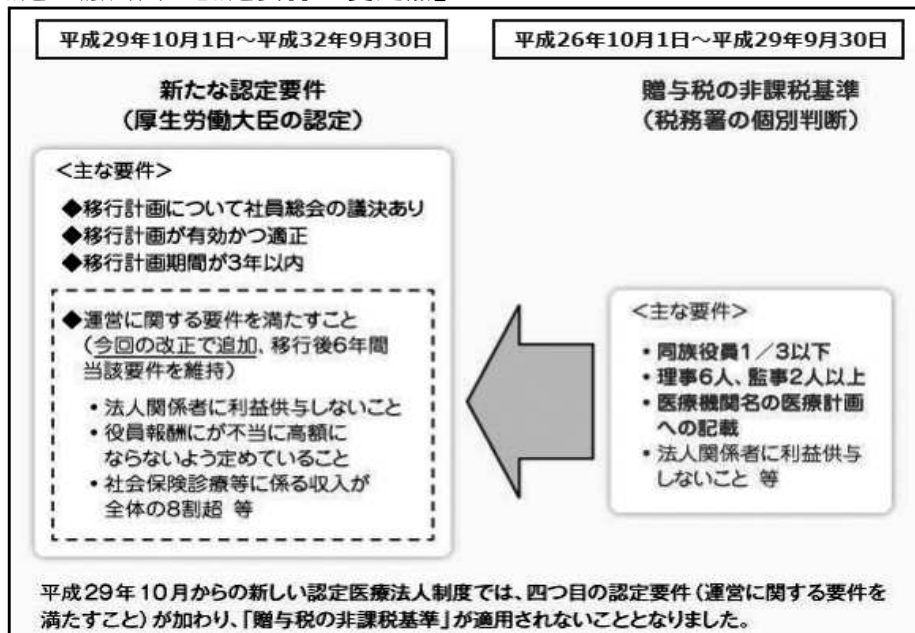 平成29年10月1日～平成32年9月30日
新たな認定要件
（厚生労働大臣の認定）
＜主な要件＞
◆移行計画について社員総会の議決あり
◆移行計画が有効かつ適正
◆移行計画期間が3年以内
◆運営に関する要件を満たすこと
（今回の改正で追加、移行後6年間
当該要件を維持）
・法人関係者に利益供与しないこと
・役員報酬にが不当に高額に
ならないよう定めていること
・社会保険診療等に係る収入が
全体の8割超 等
平成26年10月1日～平成29年9月30日
贈与税の非課税基準
（税務署の個別判断）
＜主な要件＞
・同族役員1／3以下
・理事6人、監事2人以上
・医療機関名の医療計画
への記載
・法人関係者に利益供与
しないこと 等
平成29年10月からの新しい認定医療法人制度では、四つ目の認定要件（運営に関する要件を
満たすこと）が加わり、「贈与税の非課税基準」が適用されないこととなりました。